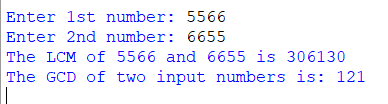 Enter 1st number: 5566
Enter 2nd number: 6655
The LCM of 5566 and 6655 is 306130
The GCD of two input numbers is: 121